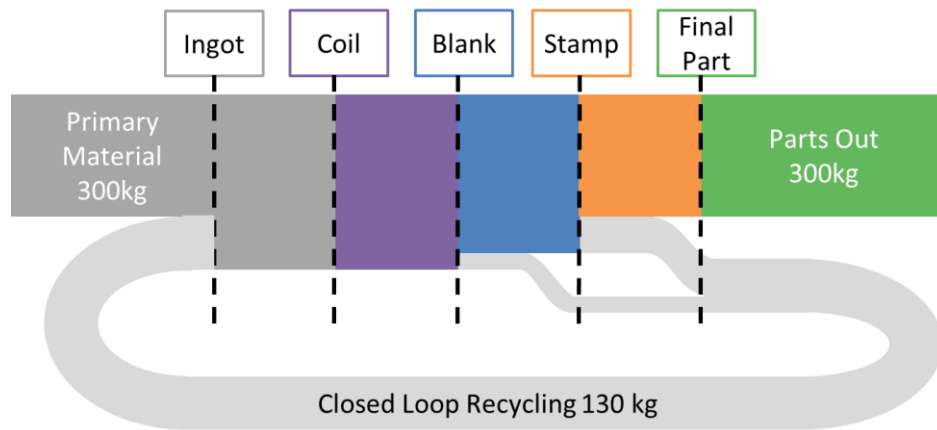 Ingot
Coil
Blank
Stamp
Final
Part
Primary
Material
300kg
Parts Out
300kg
Closed Loop Recycling 130 kg